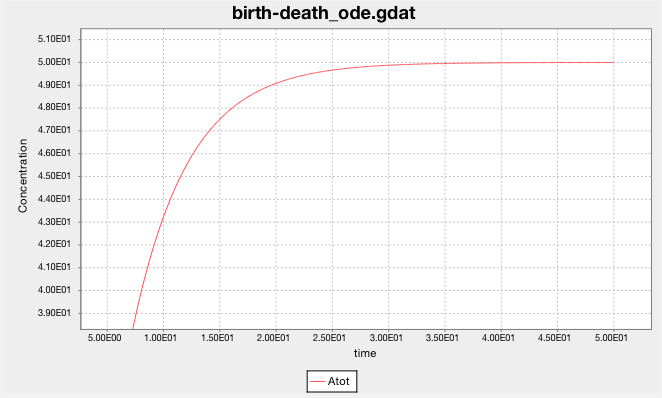 birth-death_ode.gdat
5.10E01
5.00E01
4.90E01
4.80E01
4.70E01
4.60E01
4.50E01
4.40E01
4.30E01
4.20E01
4.10E01
4.00E01
3.90E01
Concentration
5.00E00 1.00E01 1.50E01 2.00E01 2.50E01 3.00E01 3.50E01 4.00E01 4.50E01 5.00E01
time
Atot